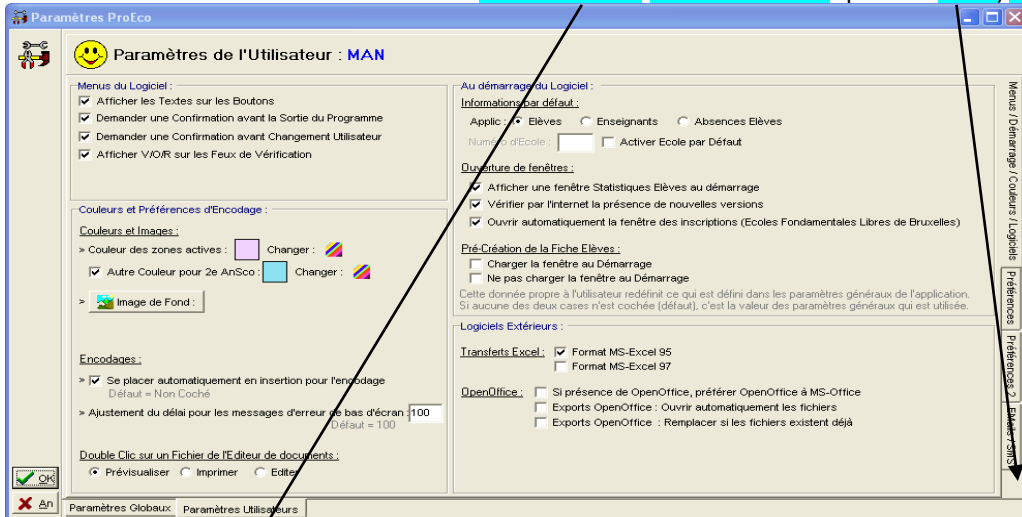 Paramètres ProEco
Paramètres de l'Utilisateur : MAN
Menus du Logiciel :
Afficher les Textes sur les Boutons
Demander une Confirmation avant la Sortie du Programme
Demander une Confirmation avant Changement Utilisateur
Afficher V/O/R sur les Feux de Vérification
Couleurs et Préférences d'Encodage :
Couleurs et Images :
> Couleur des zones actives : Changer :
Autre Couleur pour 2e AnSco : Changer :
> Image de Fond :
Encodages :
> Se placer automatiquement en insertion pour l'encodage
Défaut = Non Coché
> Ajustement du délai pour les messages d'erreur de bas d'écran : 100
Défaut = 100
Double Clic sur un Fichier de l'Editeur de documents :
Prévisualiser Imprimer Editer
Au démarrage du Logiciel :
Informations par défaut :
Applic : Elèves Enseignants Absences Elèves
Numéro d'Ecole : Activer Ecole par Défaut
Ouverture de fenêtres :
Afficher une fenêtre Statistiques Elèves au démarrage
Vérifier par l'internet la présence de nouvelles versions
Ouvrir automatiquement la fenêtre des inscriptions (Ecoles Fondamentales Libres de Bruxelles)
Pré-Création de la Fiche Elèves :
Charger la fenêtre au Démarrage
Ne pas charger la fenêtre au Démarrage
Cette donnée propre à l'utilisateur redéfinit ce qui est défini dans les paramètres généraux de l'application.
Si aucune des deux cases n'est cochée (défaut), c'est la valeur des paramètres généraux qui est utilisée.
Logiciels Extérieurs :
Transferts Excel : Format MS-Excel 95
Format MS-Excel 97
OpenOffice : Si présence de OpenOffice, préférer OpenOffice à MS-Office
Exports OpenOffice : Ouvrir automatiquement les fichiers
Exports OpenOffice : Remplacer si les fichiers existent déjà
Menus / Démarrage / Couleurs / Logiciels
Préférences
Préférences 2
EMails / SMS
OK
An
Paramètres Globaux Paramètres Utilisateurs